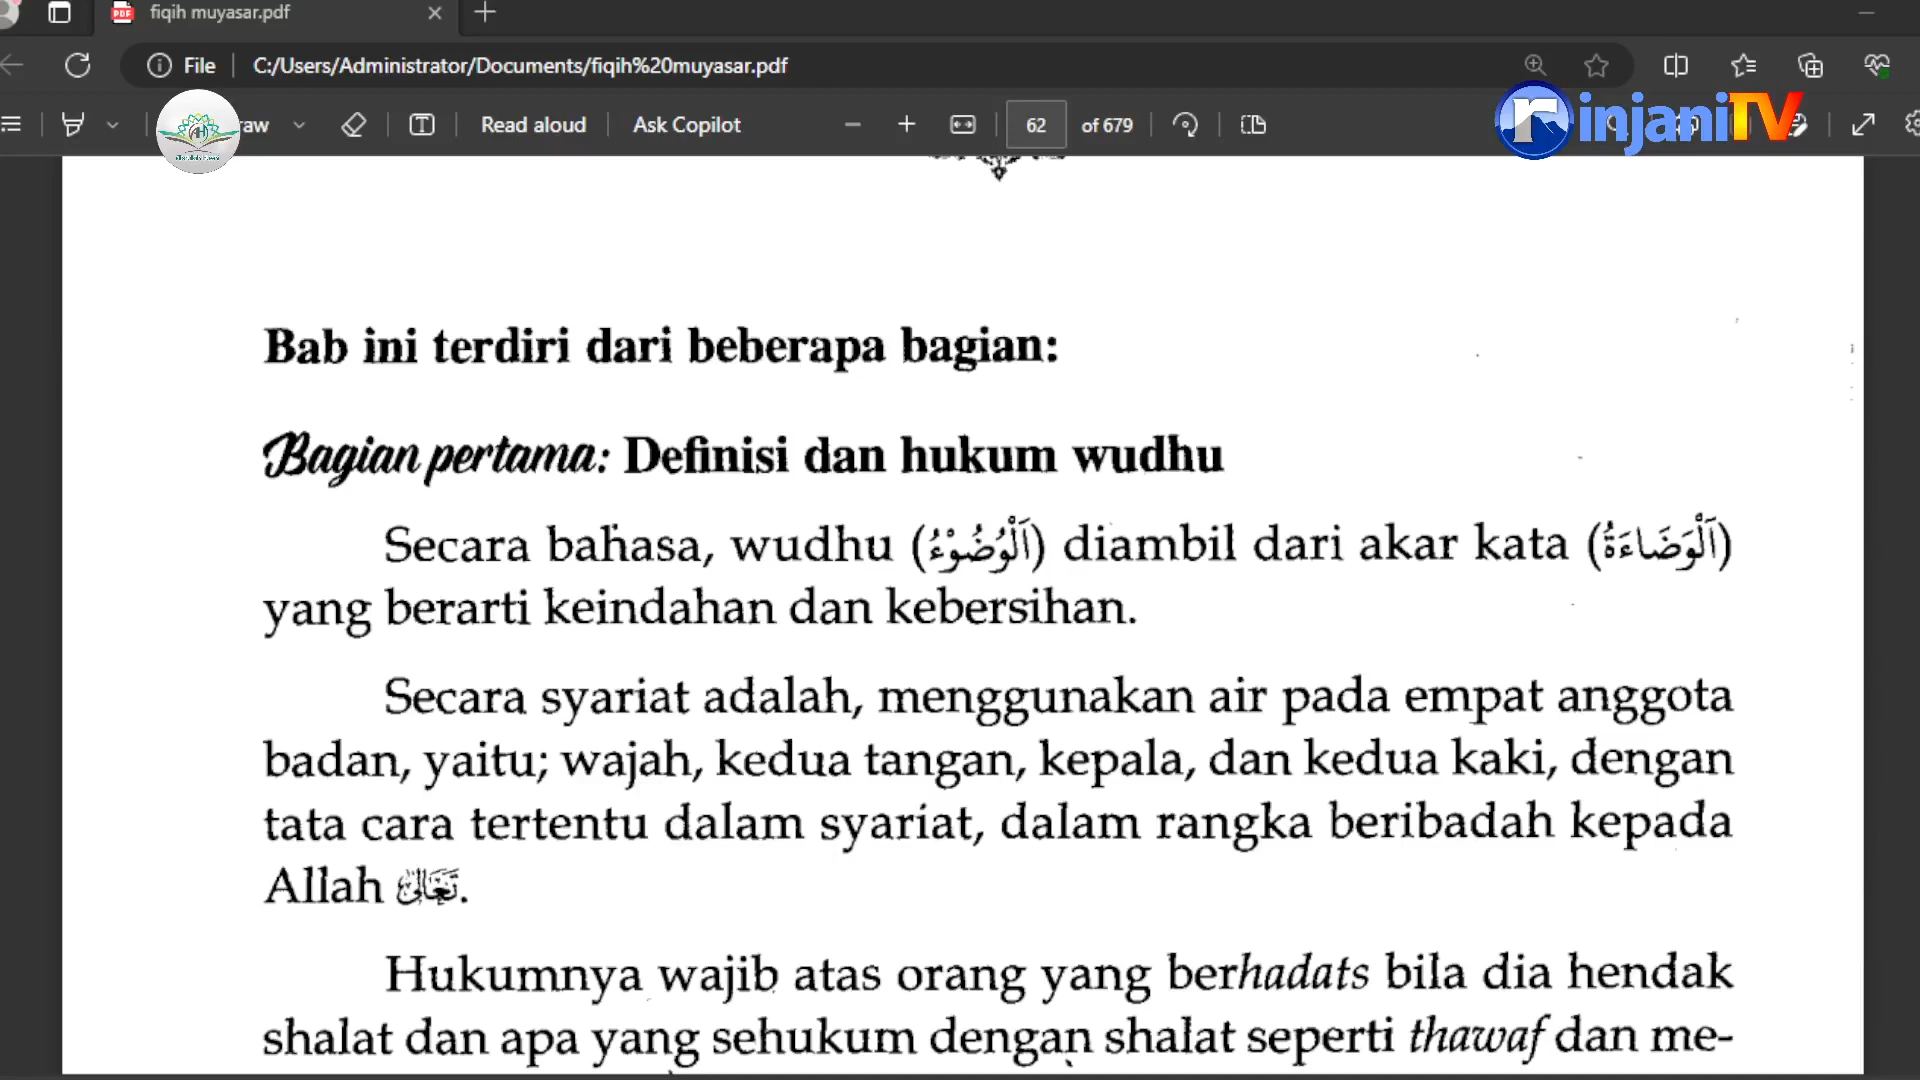 fiqih muyasar.pdf
File C:/Users/Administrator/Documents/fiqih%20muyasar.pdf
raw Read aloud Ask Copilot 62 of 679
rinjaniTV
Bab ini terdiri dari beberapa bagian:
Bagian pertama: Definisi dan hukum wudhu
Secara bahasa, wudhu (اَلْوُضُوْءُ) diambil dari akar kata (اَلْوَضَاءَةُ)
yang berarti keindahan dan kebersihan.
Secara syariat adalah, menggunakan air pada empat anggota
badan, yaitu; wajah, kedua tangan, kepala, dan kedua kaki, dengan
tata cara tertentu dalam syariat, dalam rangka beribadah kepada
Allah تَعَالَى.
Hukumnya wajib atas orang yang berhadats bila dia hendak
shalat dan apa yang sehukum dengan shalat seperti thawaf dan me-